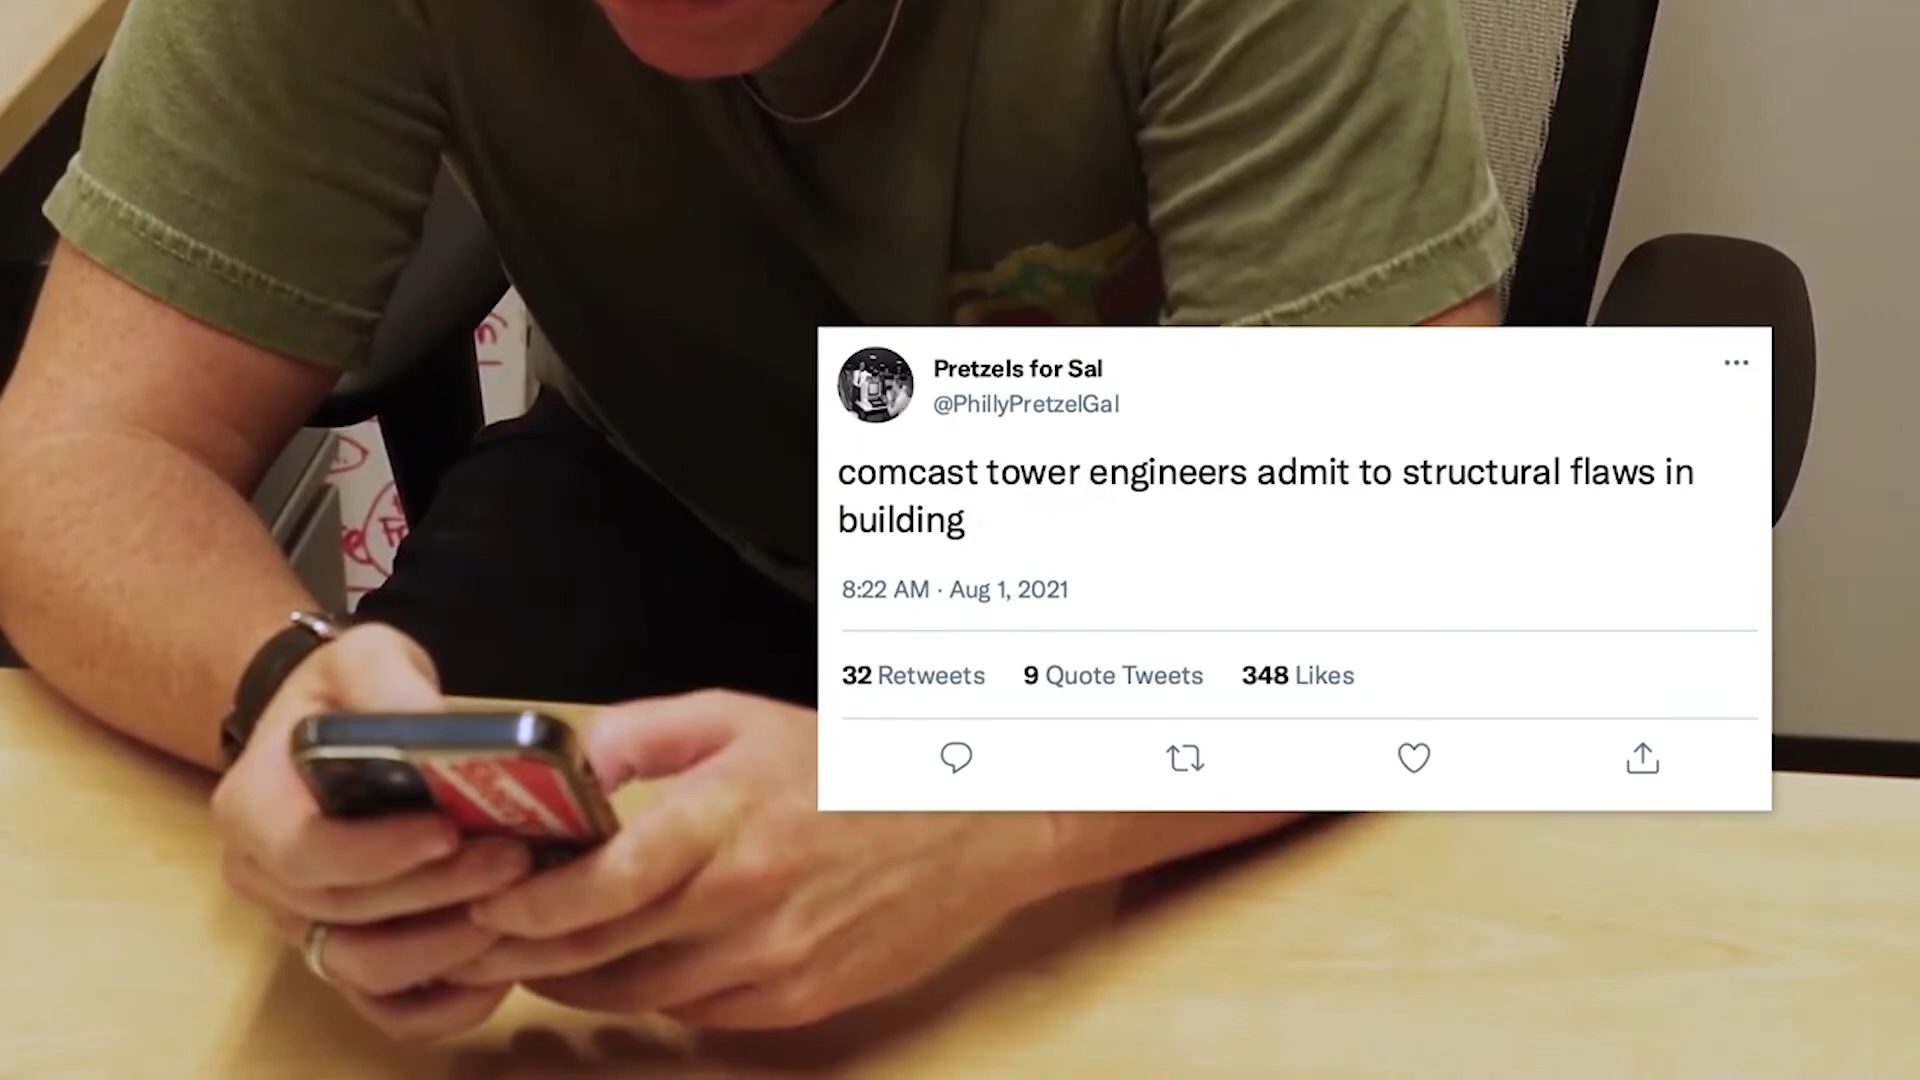 Pretzels for Sal
@PhillyPretzelGal
comcast tower engineers admit to structural flaws in
building
8:22 AM · Aug 1, 2021
32 Retweets 9 Quote Tweets 348 Likes